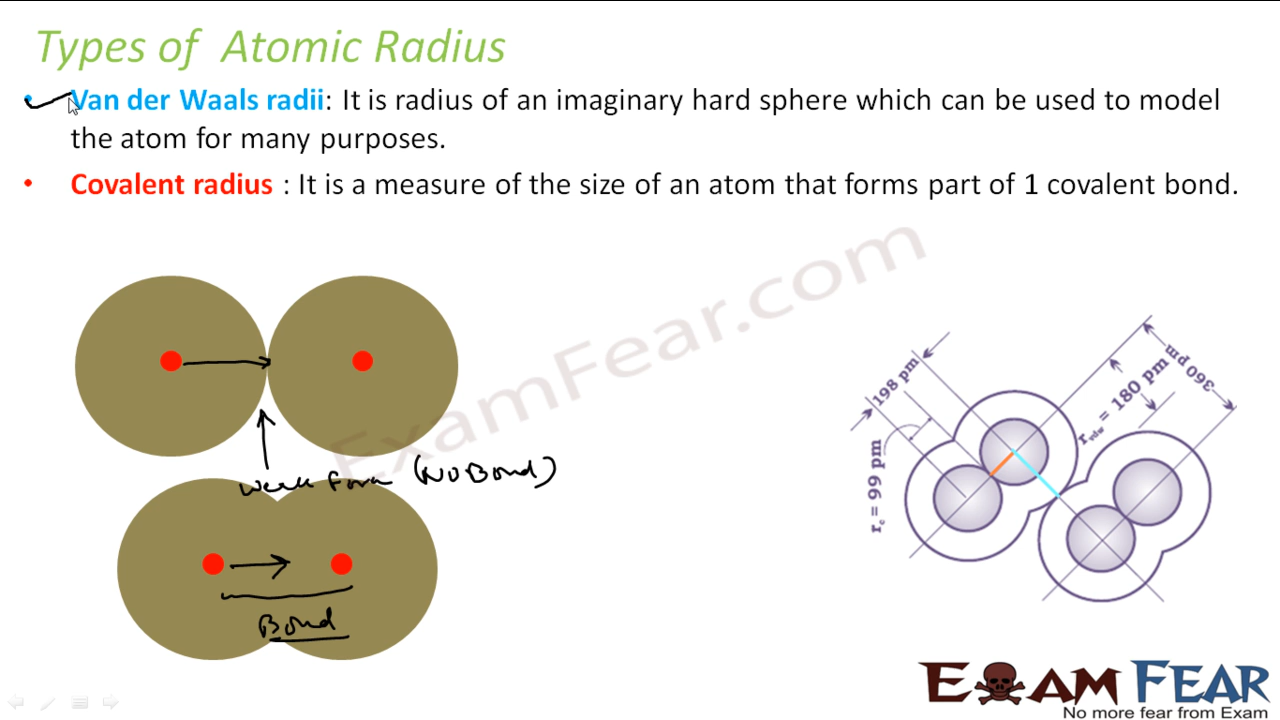 Types of Atomic Radius
• Van der Waals radii: It is radius of an imaginary hard sphere which can be used to model
the atom for many purposes.
• Covalent radius : It is a measure of the size of an atom that forms part of 1 covalent bond.
ExamFear.com
Weak Force (No Bond)
Bond
198 pm
r_c = 99 pm
r_vdw = 180 pm
360 pm
EXAM FEAR
No more fear from Exam